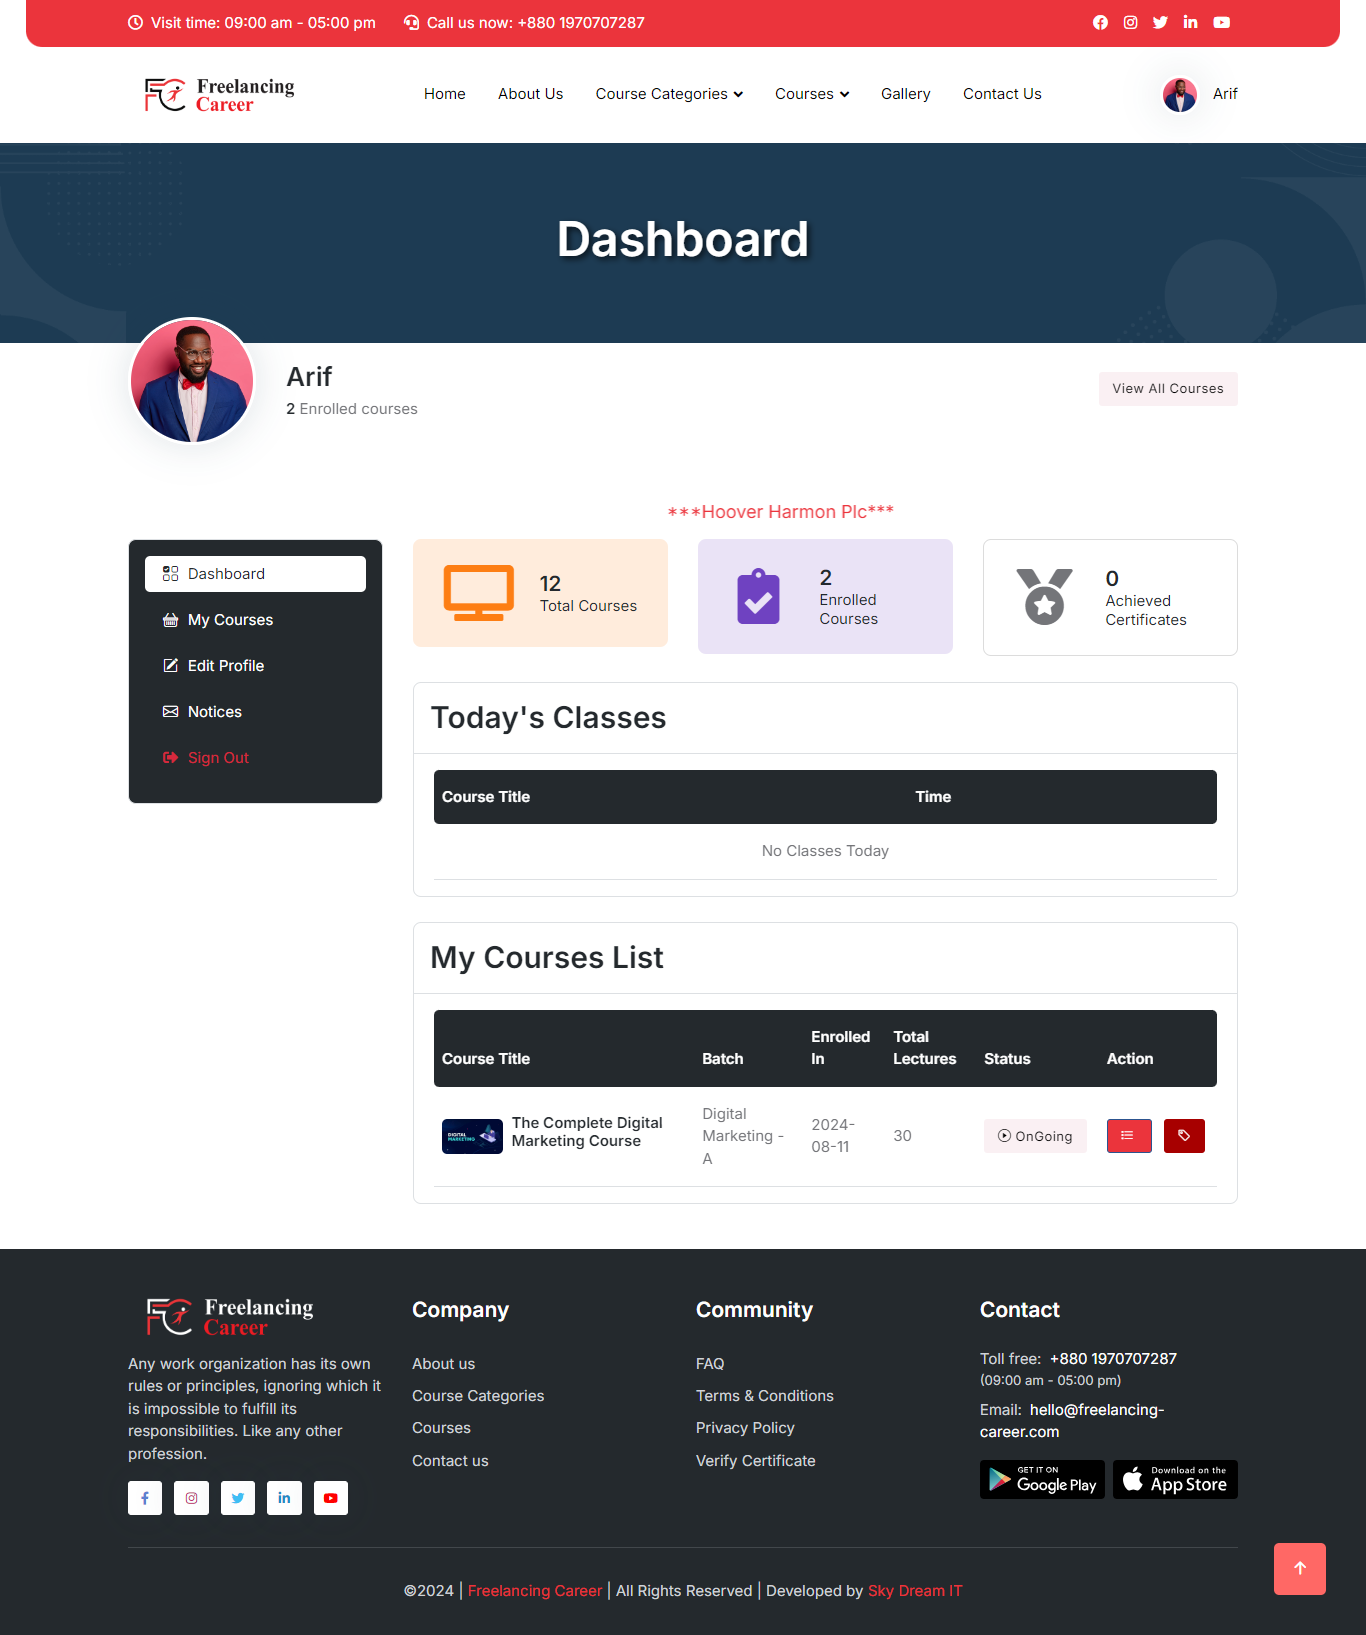 Visit time: 09:00 am - 05:00 pm
Call us now: +880 1970707287
Freelancing
Career
Home
About Us
Course Categories
Courses
Gallery
Contact Us
Arif
Dashboard
Arif
2 Enrolled courses
View All Courses
***Hoover Harmon Plc***
Dashboard
My Courses
Edit Profile
Notices
Sign Out
12
Total Courses
2
Enrolled
Courses
0
Achieved
Certificates
Today's Classes
Course Title
Time
No Classes Today
My Courses List
Course Title
Batch
Enrolled
In
Total
Lectures
Status
Action
DIGITAL
MARKETING
The Complete Digital
Marketing Course
Digital
Marketing -
A
2024-
08-11
30
OnGoing
Freelancing
Career
Any work organization has its own
rules or principles, ignoring which it
is impossible to fulfill its
responsibilities. Like any other
profession.
Company
About us
Course Categories
Courses
Contact us
Community
FAQ
Terms & Conditions
Privacy Policy
Verify Certificate
Contact
Toll free: +880 1970707287
(09:00 am - 05:00 pm)
Email: hello@freelancing-
career.com
GET IT ON
Google Play
Download on the
App Store
©2024 | Freelancing Career | All Rights Reserved | Developed by Sky Dream IT